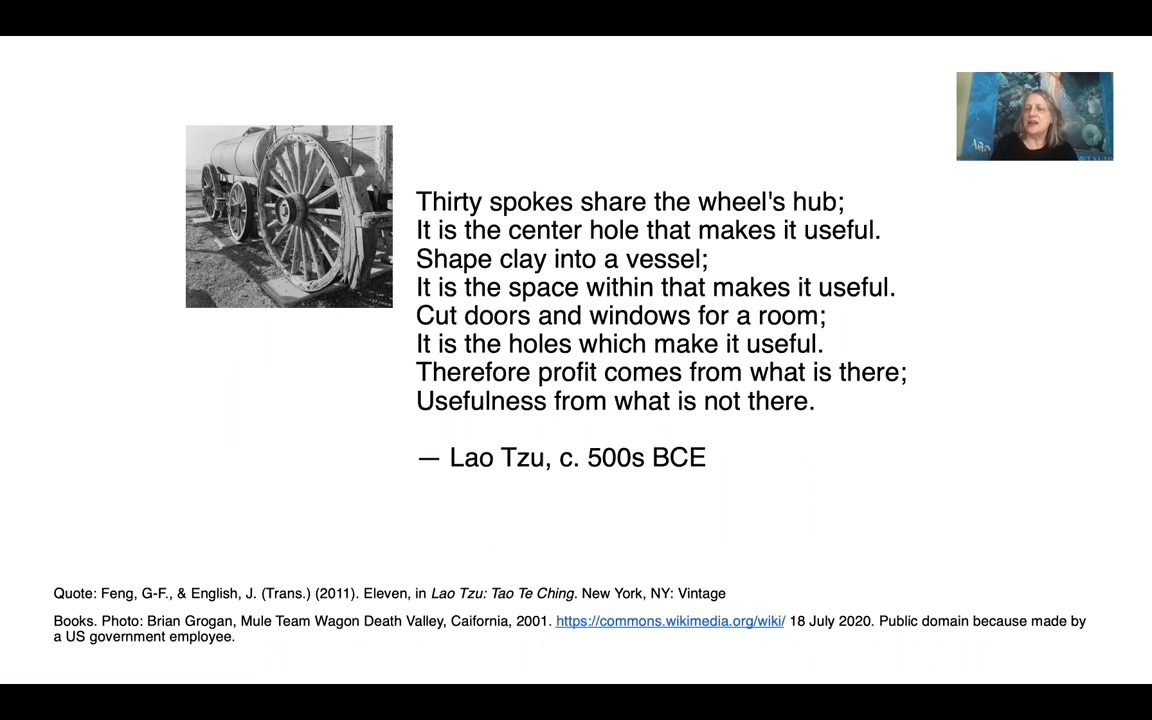 Thirty spokes share the wheel's hub;
It is the center hole that makes it useful.
Shape clay into a vessel;
It is the space within that makes it useful.
Cut doors and windows for a room;
It is the holes which make it useful.
Therefore profit comes from what is there;
Usefulness from what is not there.
— Lao Tzu, c. 500s BCE
Quote: Feng, G-F., & English, J. (Trans.) (2011). Eleven, in Lao Tzu: Tao Te Ching. New York, NY: Vintage
Books. Photo: Brian Grogan, Mule Team Wagon Death Valley, Caifornia, 2001. https://commons.wikimedia.org/wiki/ 18 July 2020. Public domain because made by
a US government employee.